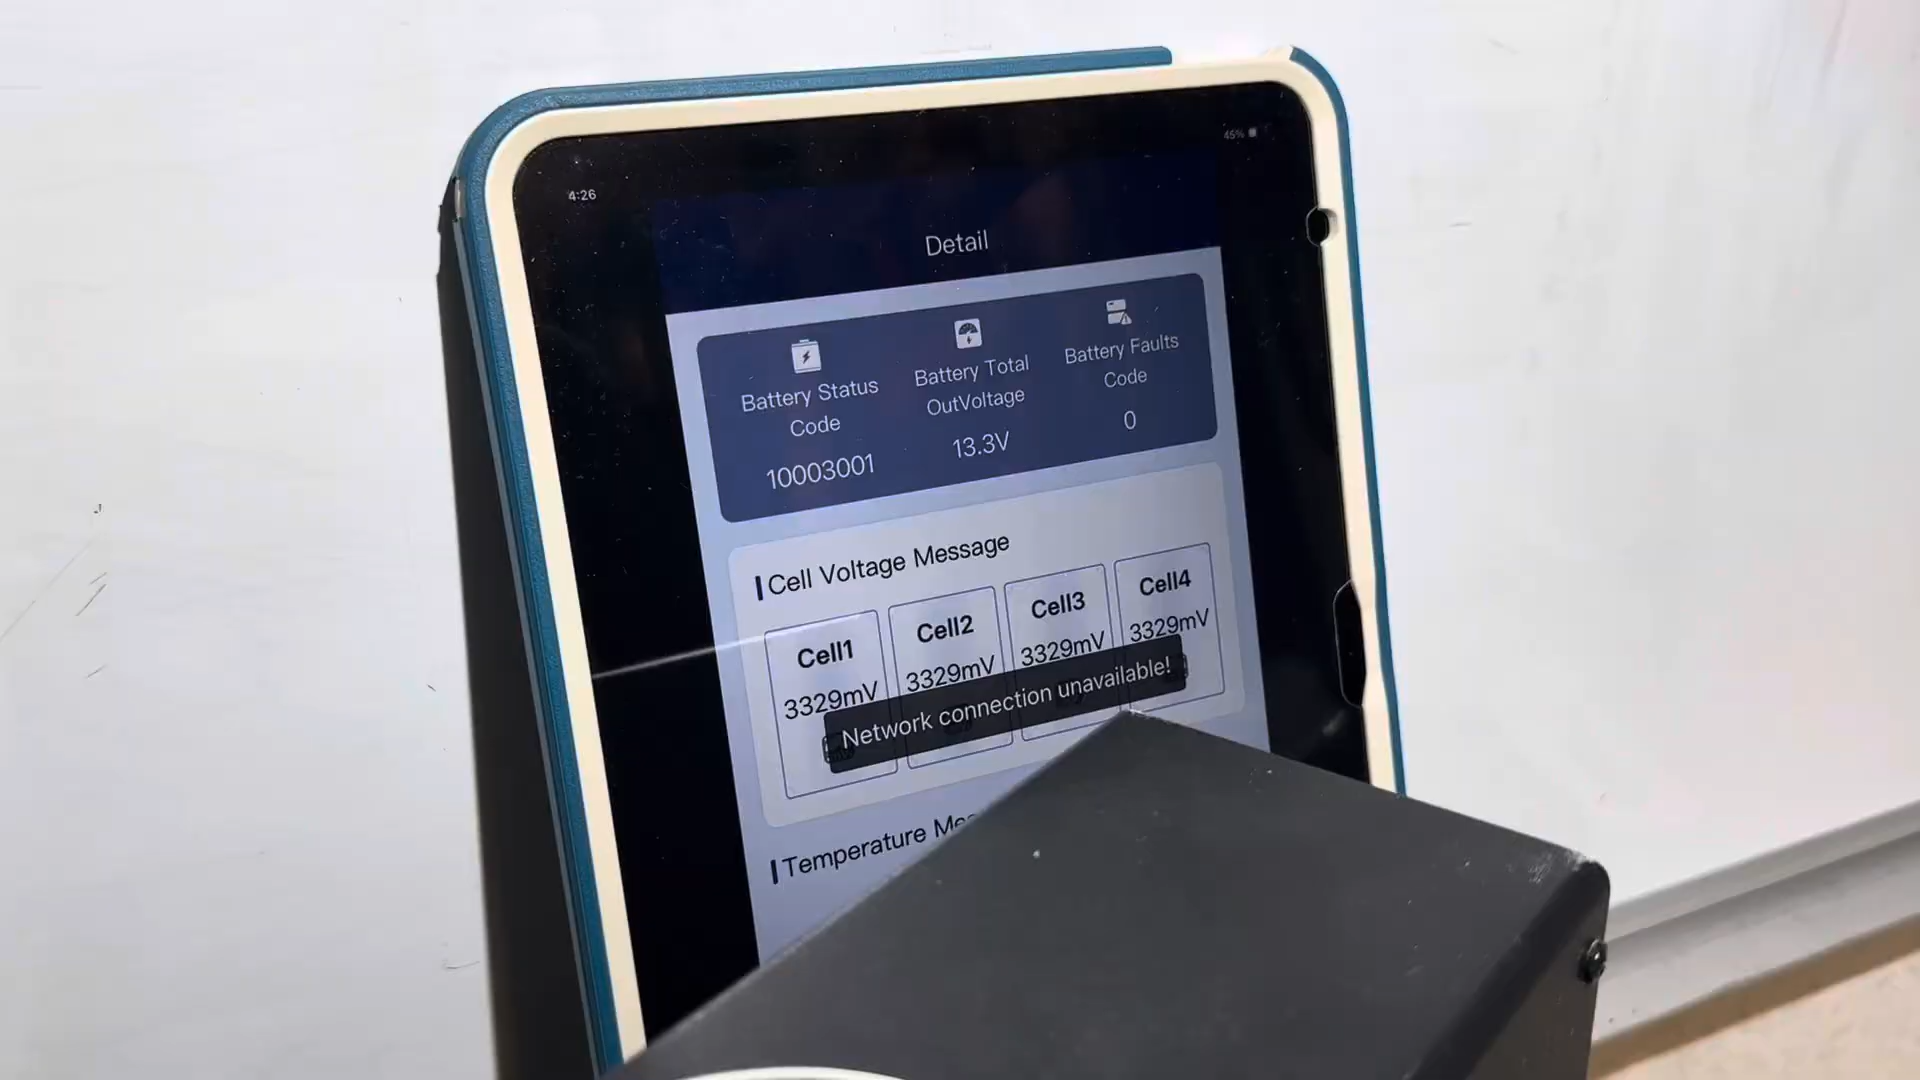 4:26
45%
Detail
Battery Status
Code
10003001
Battery Total
OutVoltage
13.3V
Battery Faults
Code
0
Cell Voltage Message
Cell1
3329mV
Cell2
3329mV
Cell3
3329mV
Cell4
3329mV
Network connection unavailable!
Temperature